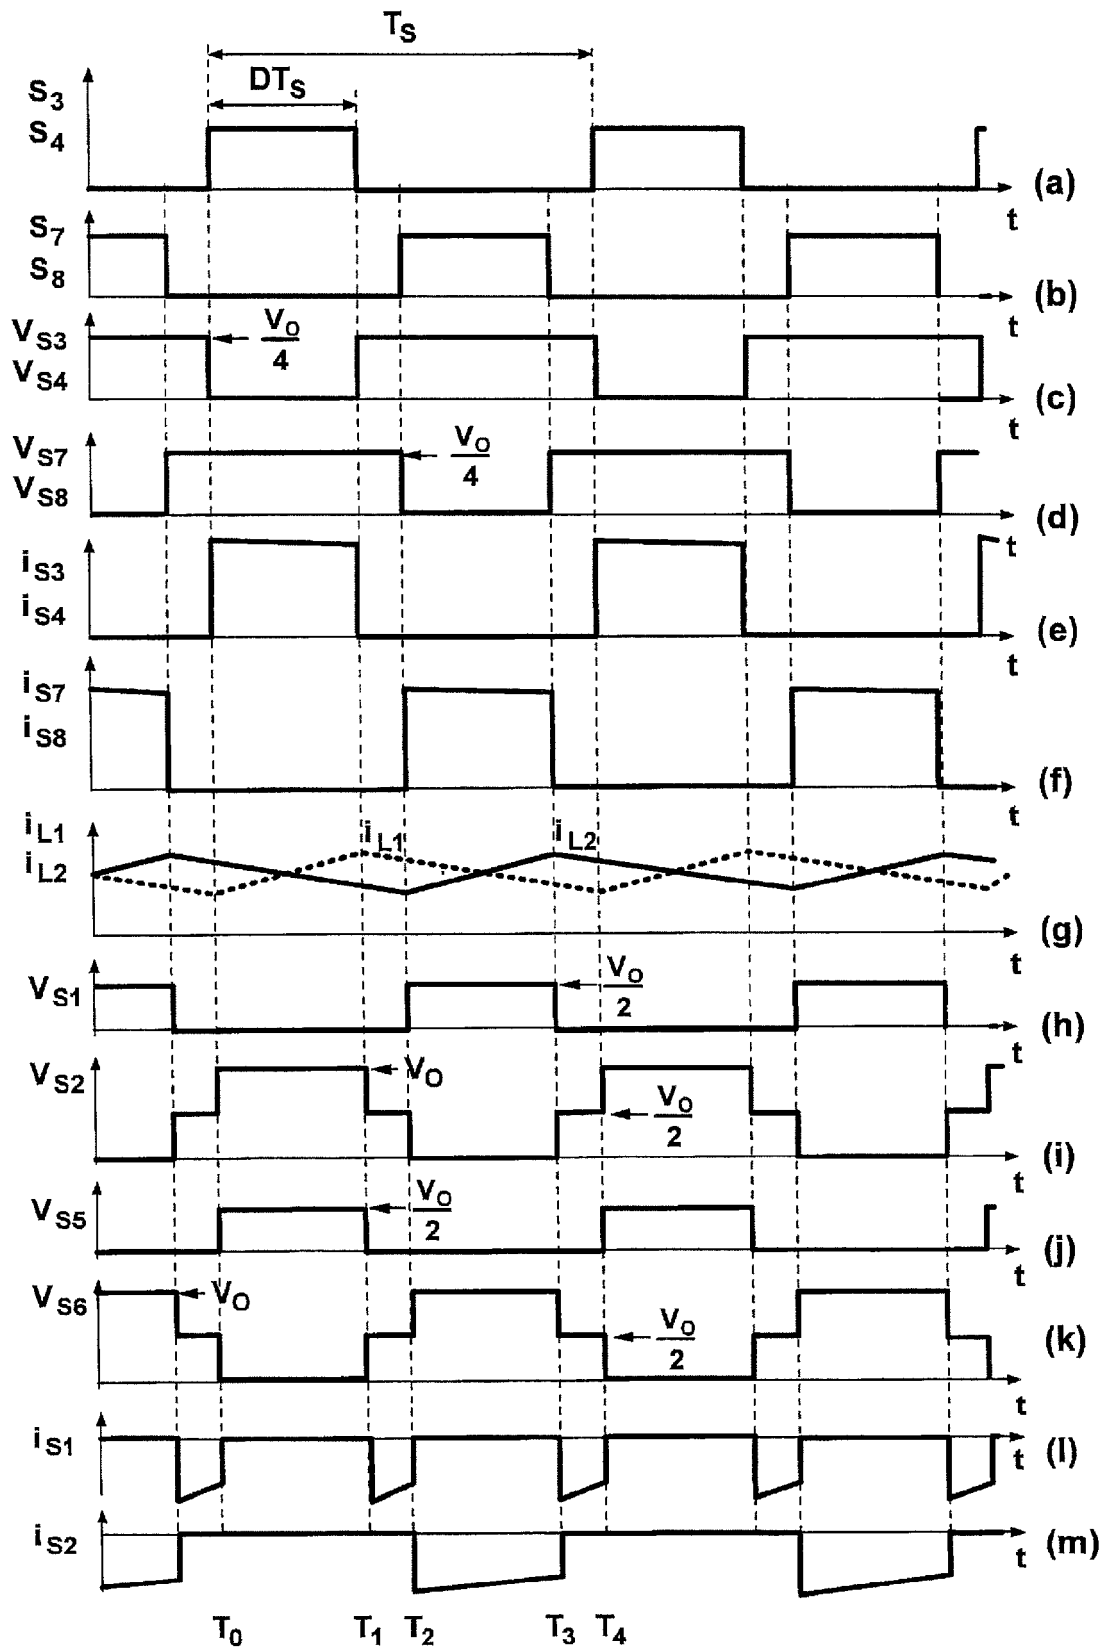 T_S
DT_S
S_3
S_4
(a)
t
S_7
S_8
(b)
t
V_S3
V_S4
V_O/4
(c)
t
V_S7
V_S8
V_O/4
(d)
t
i_S3
i_S4
(e)
t
i_S7
i_S8
(f)
t
i_L1
i_L2
i_L1
i_L2
(g)
t
V_S1
V_O/2
(h)
t
V_S2
V_O
V_O/2
(i)
t
V_S5
V_O/2
(j)
t
V_S6
V_O
V_O/2
(k)
t
i_S1
t
(l)
i_S2
t
(m)
T_0 T_1 T_2 T_3 T_4